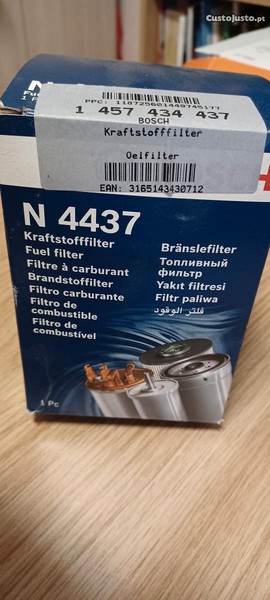 CustoJusto.pt
N
1 P
PPC: 11872560144974517​7
1 457 434 437
BOSCH
Kraftstofffilter
Oelfilter
EAN: 3165143430712
N 4437
Kraftstofffilter
Fuel filter
Filtre à carburant
Brandstoffilter
Filtro carburante
Filtro de
combustible
Filtro de
combustível
Bränslefilter
Топливный
фильтр
Yakıt filtresi
Filtr paliwa
فلتر الوقود
1 Pc